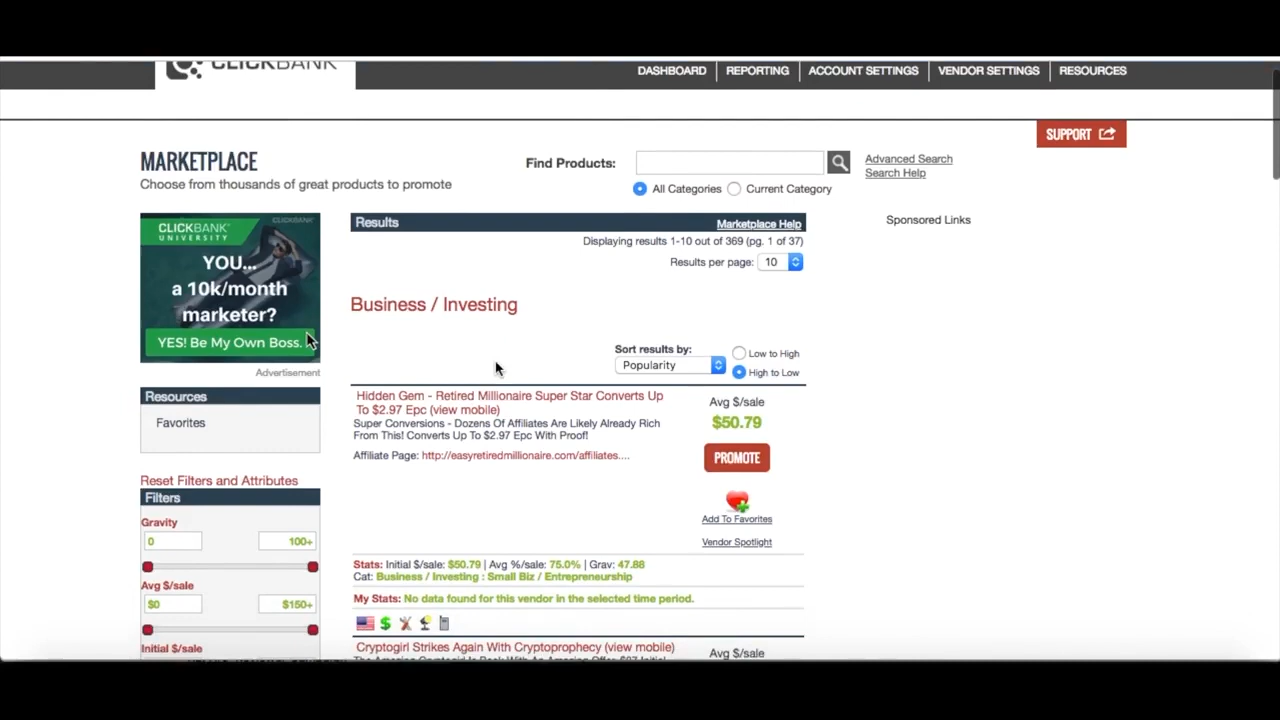 CLICKBANK
DASHBOARD
REPORTING
ACCOUNT SETTINGS
VENDOR SETTINGS
RESOURCES
SUPPORT
MARKETPLACE
Choose from thousands of great products to promote
Find Products:
Advanced Search
Search Help
All Categories
Current Category
CLICKBANK
UNIVERSITY
CLICKBANK
YOU...
a 10k/month
marketer?
YES! Be My Own Boss.
Advertisement
Resources
Favorites
Reset Filters and Attributes
Filters
Gravity
0
100+
Avg $/sale
$0
$150+
Initial $/sale
Results
Marketplace Help
Displaying results 1-10 out of 369 (pg. 1 of 37)
Results per page: 10
Business / Investing
Sort results by:
Popularity
Low to High
High to Low
Hidden Gem - Retired Millionaire Super Star Converts Up
To $2.97 Epc (view mobile)
Super Conversions - Dozens Of Affiliates Are Likely Already Rich
From This! Converts Up To $2.97 Epc With Proof!
Affiliate Page: http://easyretiredmillionaire.com/affiliates....
Avg $/sale
$50.79
PROMOTE
Add To Favorites
Vendor Spotlight
Stats: Initial $/sale: $50.79 | Avg %/sale: 75.0% | Grav: 47.88
Cat: Business / Investing : Small Biz / Entrepreneurship
My Stats: No data found for this vendor in the selected time period.
Cryptogirl Strikes Again With Cryptoprophecy (view mobile)
Avg $/sale
Sponsored Links